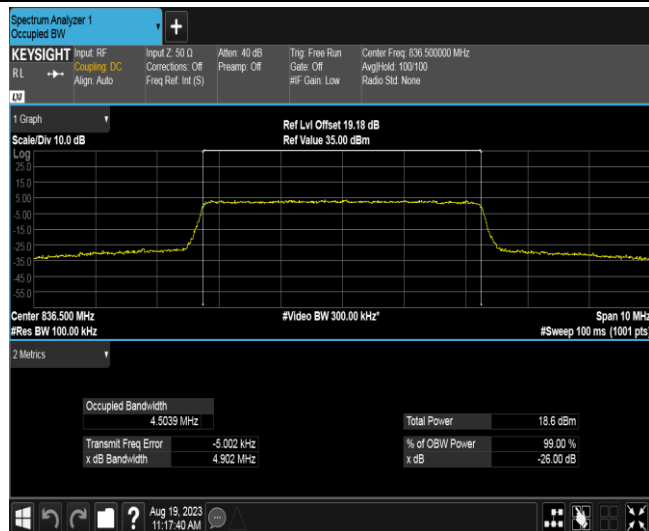 Spectrum Analyzer 1
Occupied BW
+
KEYSIGHT Input: RF Input Z: 50 Ω Atten: 40 dB Trig: Free Run Center Freq: 836.500000 MHz
RL Coupling: DC Corrections: Off Preamp: Off Gate: Off Avg|Hold: 100/100
Align: Auto Freq Ref: Int (S) #IF Gain: Low Radio Std: None
1 Graph
Ref Lvl Offset 19.18 dB
Scale/Div 10.0 dB Ref Value 35.00 dBm
Log
25.0
15.0
5.00
-5.00
-15.0
-25.0
-35.0
-45.0
-55.0
Center 836.500 MHz #Video BW 300.00 kHz* Span 10 MHz
#Res BW 100.00 kHz #Sweep 100 ms (1001 pts)
2 Metrics
Occupied Bandwidth
4.5039 MHz Total Power 18.6 dBm
Transmit Freq Error -5.002 kHz % of OBW Power 99.00 %
x dB Bandwidth 4.902 MHz x dB -26.00 dB
? Aug 19, 2023
11:17:40 AM